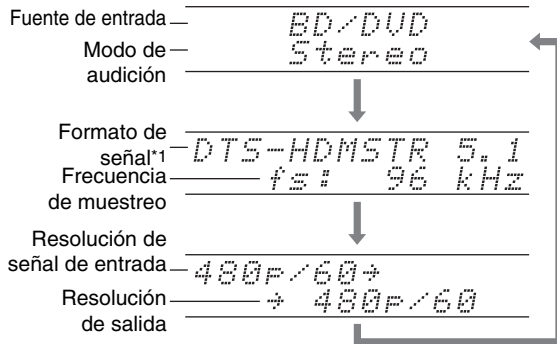 Fuente de entrada
BD/DVD
Modo de
audición
Stereo
Formato de
señal*1
DTS-HDMSTR 5.1
Frecuencia
de muestreo
fs: 96 kHz
Resolución de
señal de entrada
480p/60→
Resolución
de salida
→ 480p/60